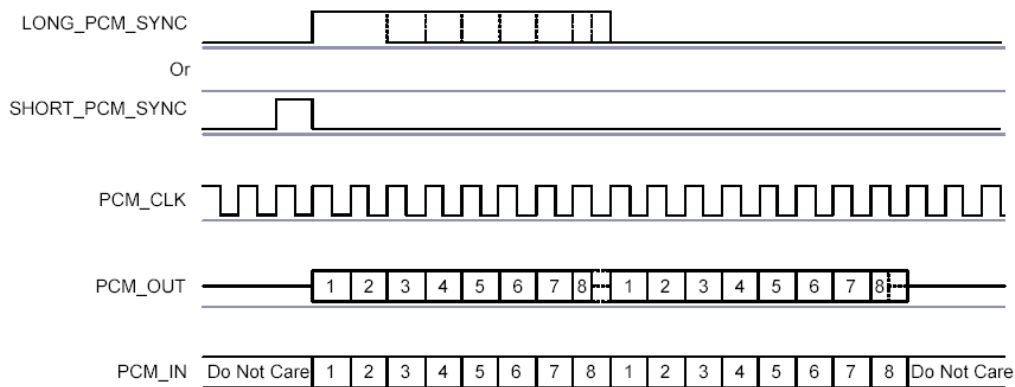 LONG_PCM_SYNC
Or
SHORT_PCM_SYNC
PCM_CLK
PCM_OUT 1 2 3 4 5 6 7 8 1 2 3 4 5 6 7 8
PCM_IN Do Not Care 1 2 3 4 5 6 7 8 1 2 3 4 5 6 7 8 Do Not Care